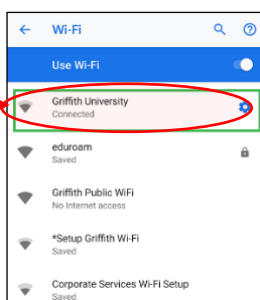 Wi-Fi
Use Wi-Fi
Griffith University
Connected
eduroam
Saved
Griffith Public WiFi
No Internet access
*Setup Griffith Wi-Fi
Saved
Corporate Services Wi-Fi Setup
Saved